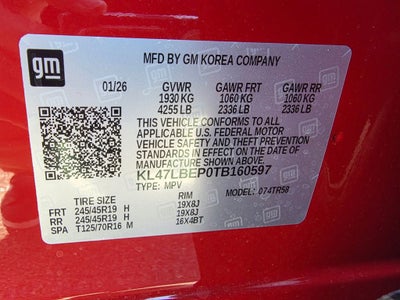 gm
MFD BY GM KOREA COMPANY
01/26 GVWR GAWR FRT GAWR RR
1930 KG 1060 KG 1060 KG
4255 LB 2336 LB 2336 LB
THIS VEHICLE CONFORMS TO ALL
APPLICABLE U.S. FEDERAL MOTOR
VEHICLE SAFETY AND THEFT
PREVENTION STANDARDS IN EFFECT
ON THE DATE OF MANUFACTURE
SHOWN ABOVE.
KL47LBEP0TB160597
TYPE: MPV MODEL: 074TR58
TIRE SIZE RIM
FRT 245/45R19 H 19X8J
RR 245/45R19 H 19X8J
SPA T125/70R16 M 16X4BT